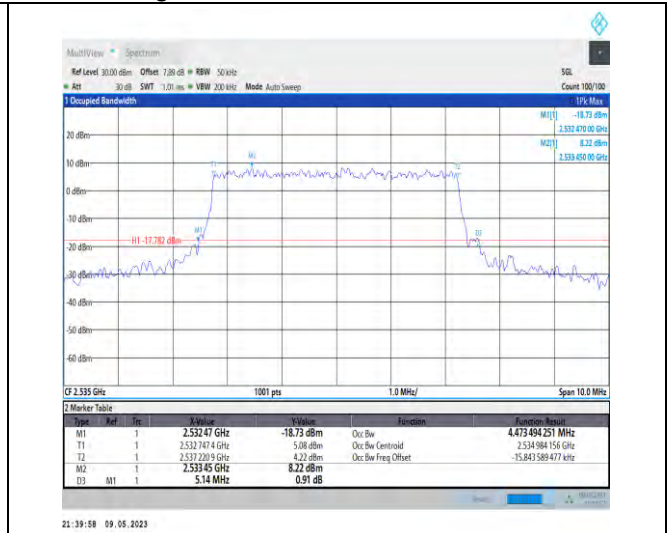 MultiView Spectrum
Ref Level 30.00 dBm Offset 7.89 dB RBW 50 kHz SGL
Att 30 dB SWT 1.01 ms VBW 200 kHz Mode Auto Sweep Count 100/100
1 Occupied Bandwidth 1Pk Max
M1[1] -18.73 dBm
2.532 470 00 GHz
M2[1] 8.22 dBm
2.533 450 00 GHz
20 dBm
M2
T1
T2
10 dBm
0 dBm
-10 dBm
M1
D3
H1 -17.782 dBm
-20 dBm
-30 dBm
-40 dBm
-50 dBm
-60 dBm
CF 2.535 GHz 1001 pts 1.0 MHz/ Span 10.0 MHz
2 Marker Table
Type Ref Trc X-Value Y-Value Function Function Result
M1 1 2.532 47 GHz -18.73 dBm Occ Bw 4.473 494 251 MHz
T1 1 2.532 747 4 GHz 5.08 dBm Occ Bw Centroid 2.534 984 156 GHz
T2 1 2.537 220 9 GHz 4.22 dBm Occ Bw Freq Offset -15.843 589 477 kHz
M2 1 2.533 45 GHz 8.22 dBm
D3 M1 1 5.14 MHz 0.91 dB
21:39:58 09.05.2023